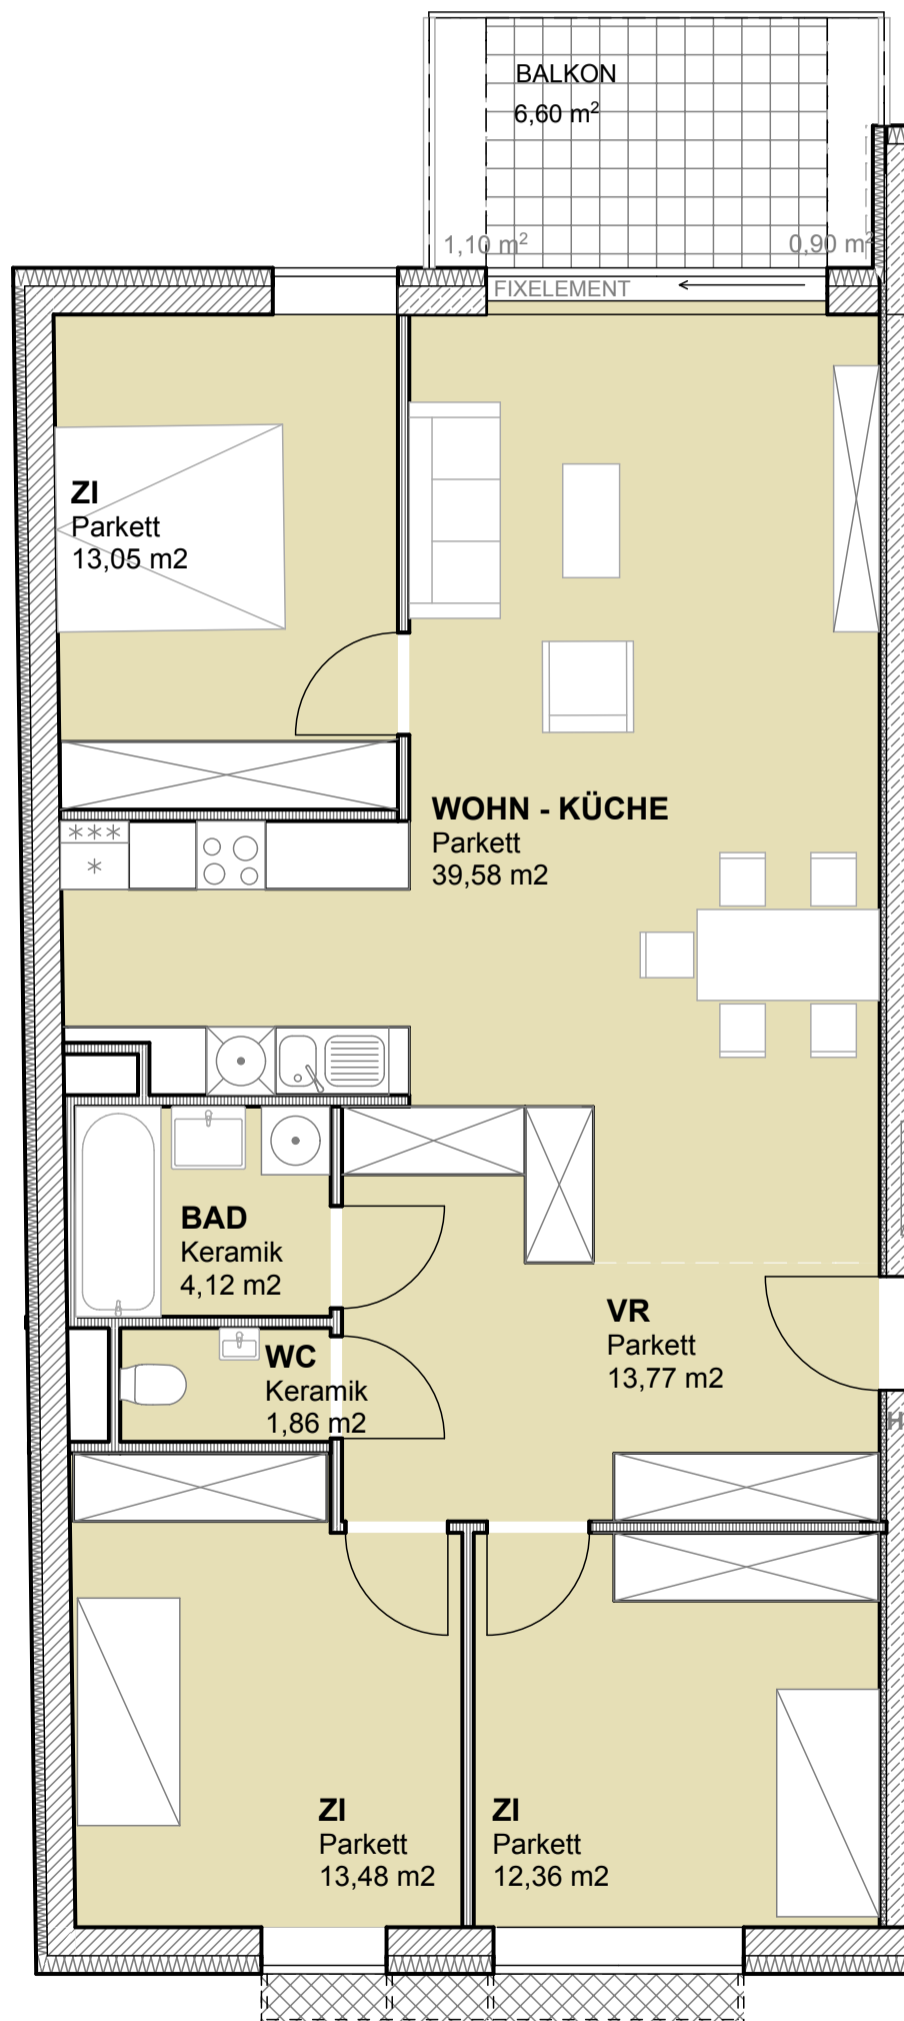 BALKON
6,60 m²
1,10 m²
0,90 m²
FIXELEMENT
ZI
Parkett
13,05 m2
WOHN - KÜCHE
Parkett
39,58 m2
***
*
BAD
Keramik
4,12 m2
VR
Parkett
13,77 m2
WC
Keramik
1,86 m2
H
ZI
Parkett
13,48 m2
ZI
Parkett
12,36 m2